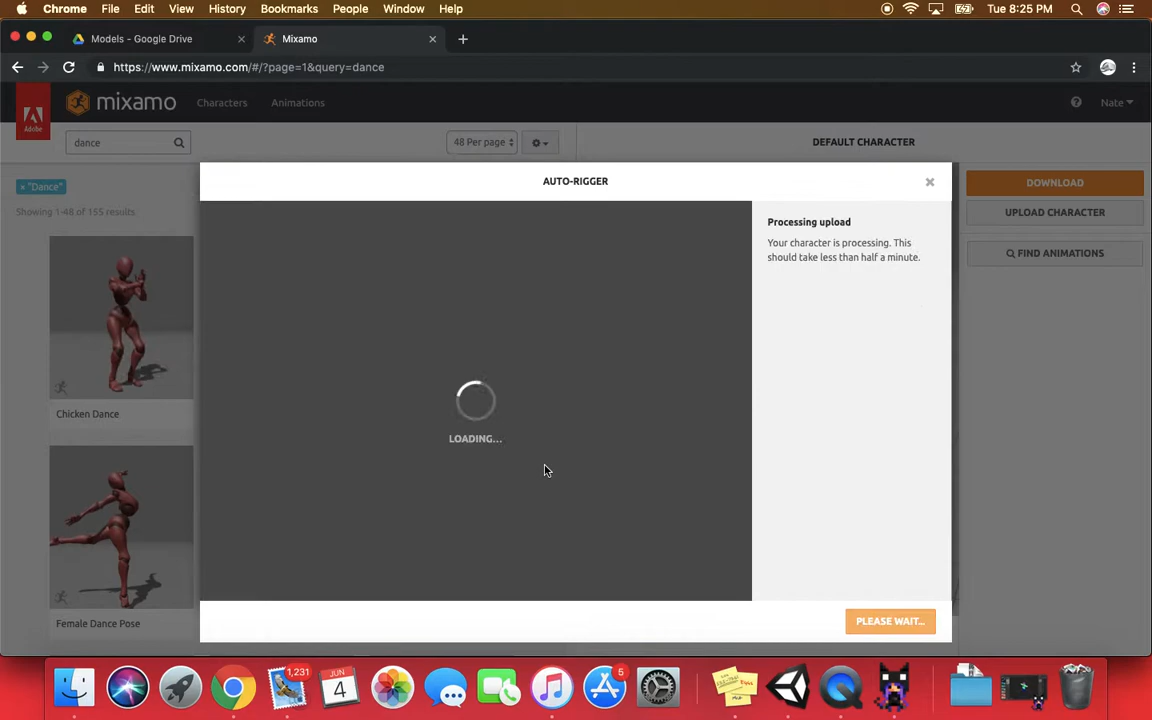 Chrome File Edit View History Bookmarks People Window Help Tue 8:25 PM
Models - Google Drive Mixamo
https://www.mixamo.com/#/?page=1&query=dance
Adobe mixamo Characters Animations Nate
dance 48 Per page DEFAULT CHARACTER
× "Dance"
Showing 1-48 of 155 results
AUTO-RIGGER
DOWNLOAD
UPLOAD CHARACTER
FIND ANIMATIONS
Processing upload
Your character is processing. This
should take less than half a minute.
LOADING...
Chicken Dance
Female Dance Pose
PLEASE WAIT...
1,231
JUN
4
5